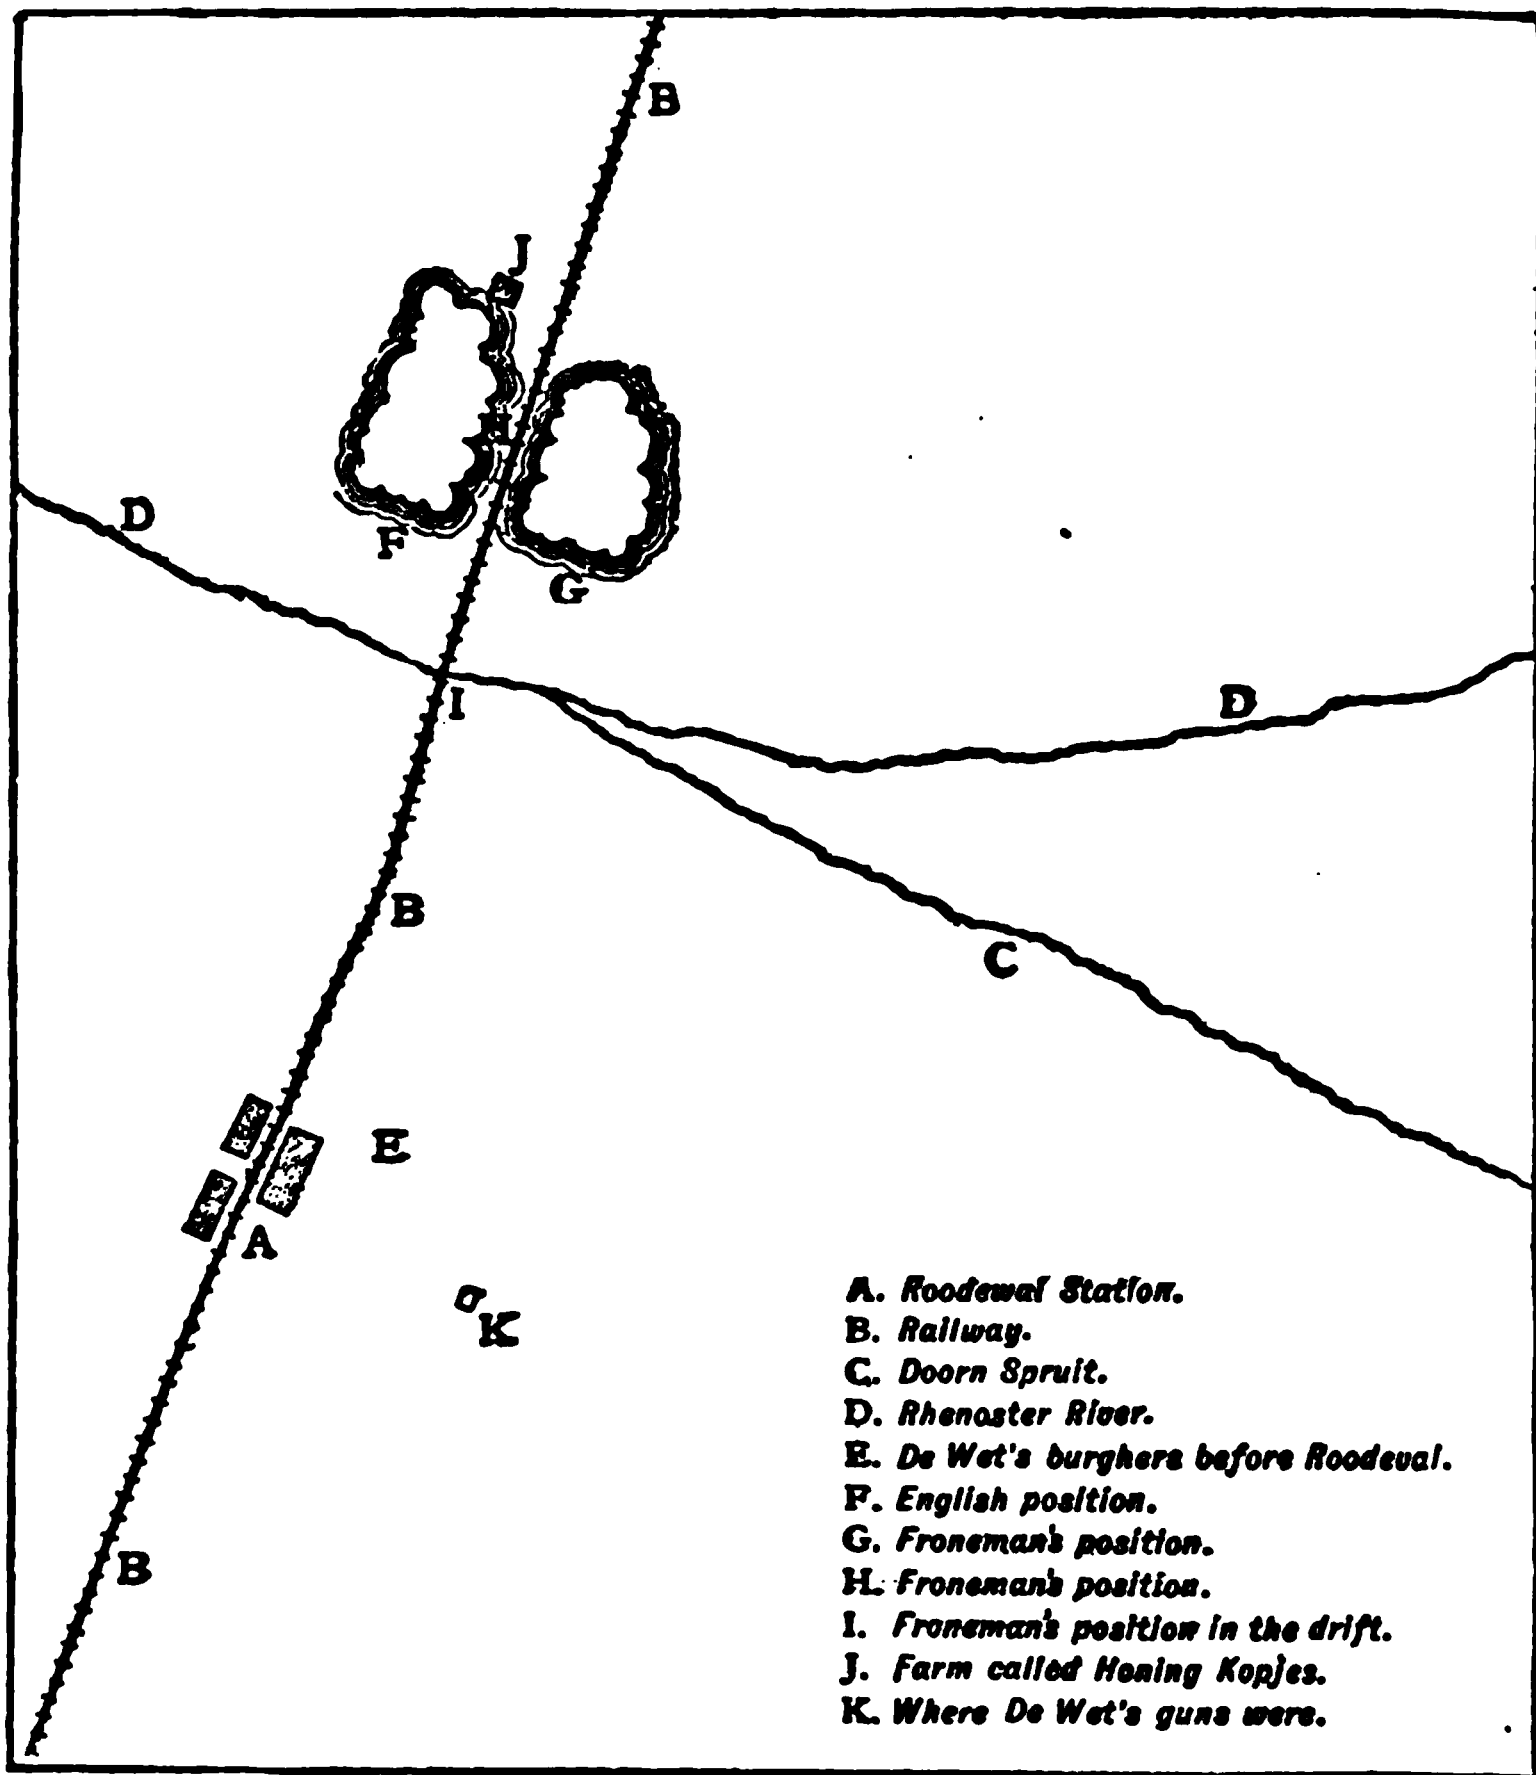 B
J
H
D
F
G
I
D
B
C
E
A
K
B
A. Roodewal Station.
B. Railway.
C. Doorn Spruit.
D. Rhenoster River.
E. De Wet's burghers before Roodeval.
F. English position.
G. Froneman's position.
H. Froneman's position.
I. Froneman's position in the drift.
J. Farm called Honing Kopjes.
K. Where De Wet's guns were.